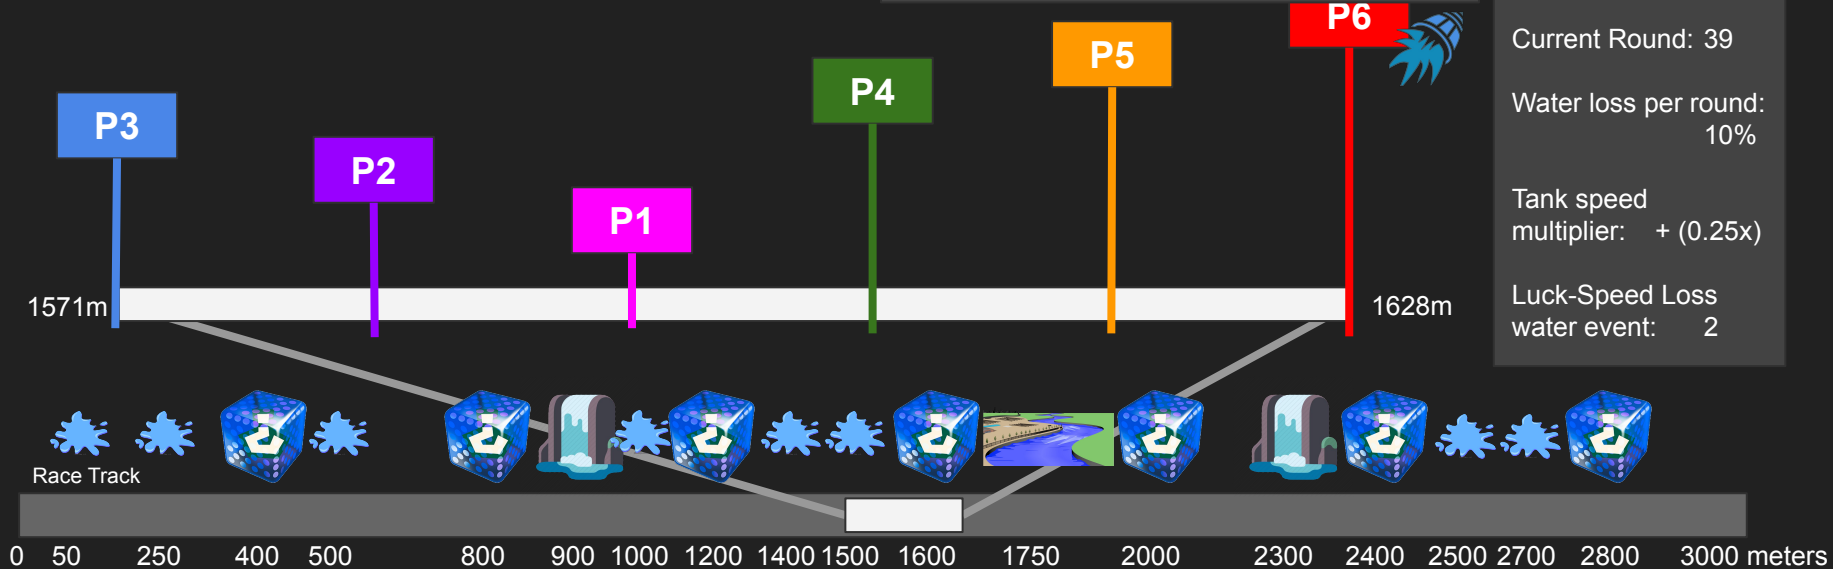 P6
P5
P4
P3
P2
P1
1571m
1628m
Current Round: 39
Water loss per round:
10%
Tank speed
multiplier: + (0.25x)
Luck-Speed Loss
water event: 2
Race Track
0 50 250 400 500 800 900 1000 1200 1400 1500 1600 1750 2000 2300 2400 2500 2700 2800 3000 meters